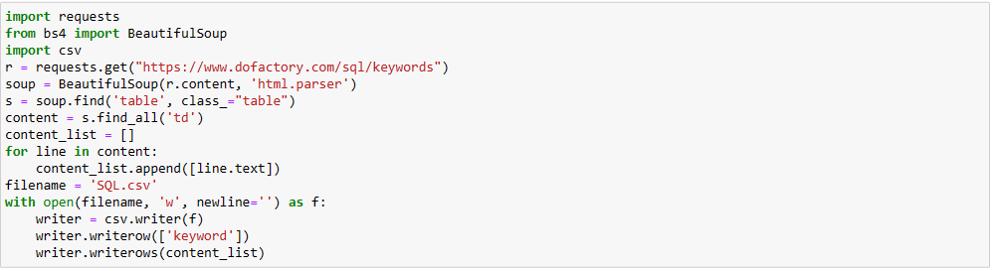 import requests
from bs4 import BeautifulSoup
import csv
r = requests.get("https://www.dofactory.com/sql/keywords")
soup = BeautifulSoup(r.content, 'html.parser')
s = soup.find('table', class_="table")
content = s.find_all('td')
content_list = []
for line in content:
    content_list.append([line.text])
filename = 'SQL.csv'
with open(filename, 'w', newline='') as f:
    writer = csv.writer(f)
    writer.writerow(['keyword'])
    writer.writerows(content_list)